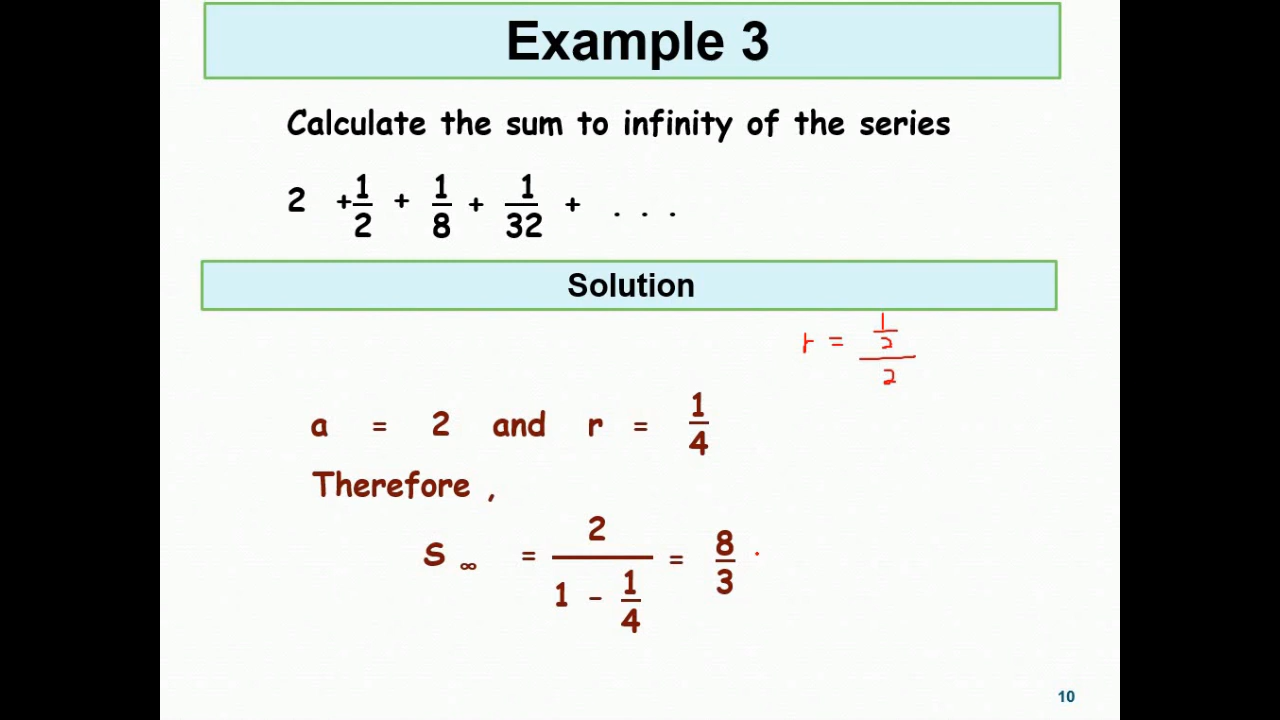 Example 3
Calculate the sum to infinity of the series
2 + 1/2 + 1/8 + 1/32 + . . .
Solution
r = 1/2 / 2
a = 2 and r = 1/4
Therefore ,
S ∞ = 2 / (1 - 1/4) = 8/3
10